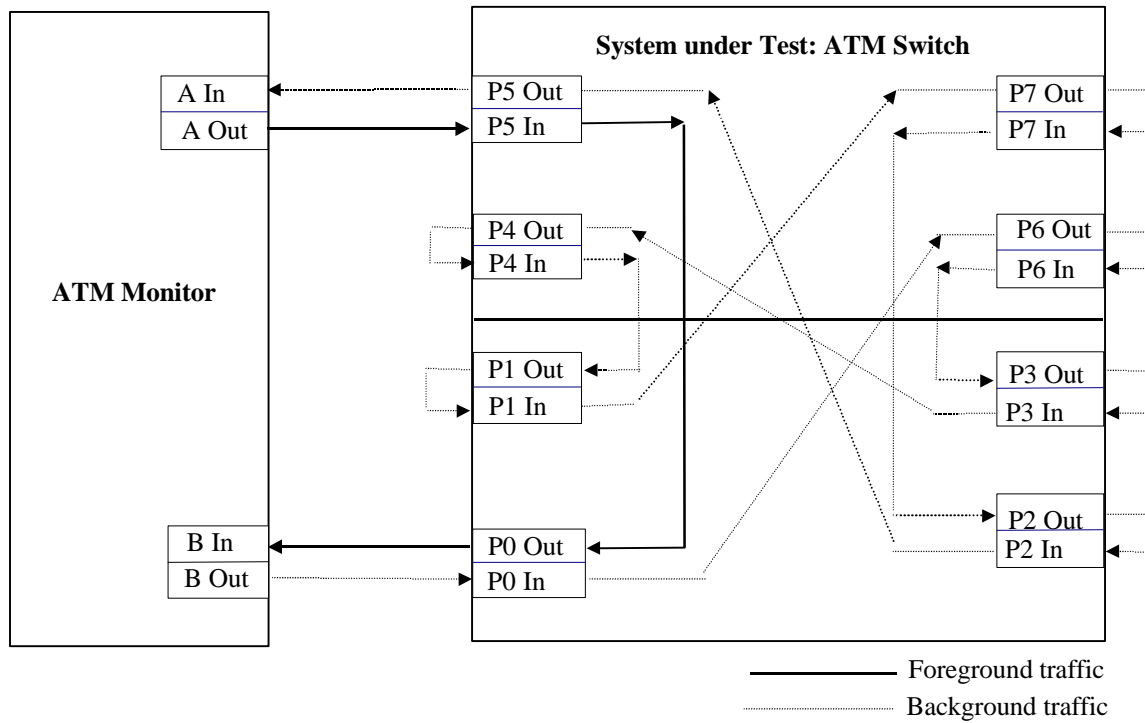 System under Test: ATM Switch
A In
A Out
P5 Out
P5 In
P7 Out
P7 In
P4 Out
P4 In
P6 Out
P6 In
ATM Monitor
P1 Out
P1 In
P3 Out
P3 In
B In
B Out
P0 Out
P0 In
P2 Out
P2 In
Foreground traffic
Background traffic